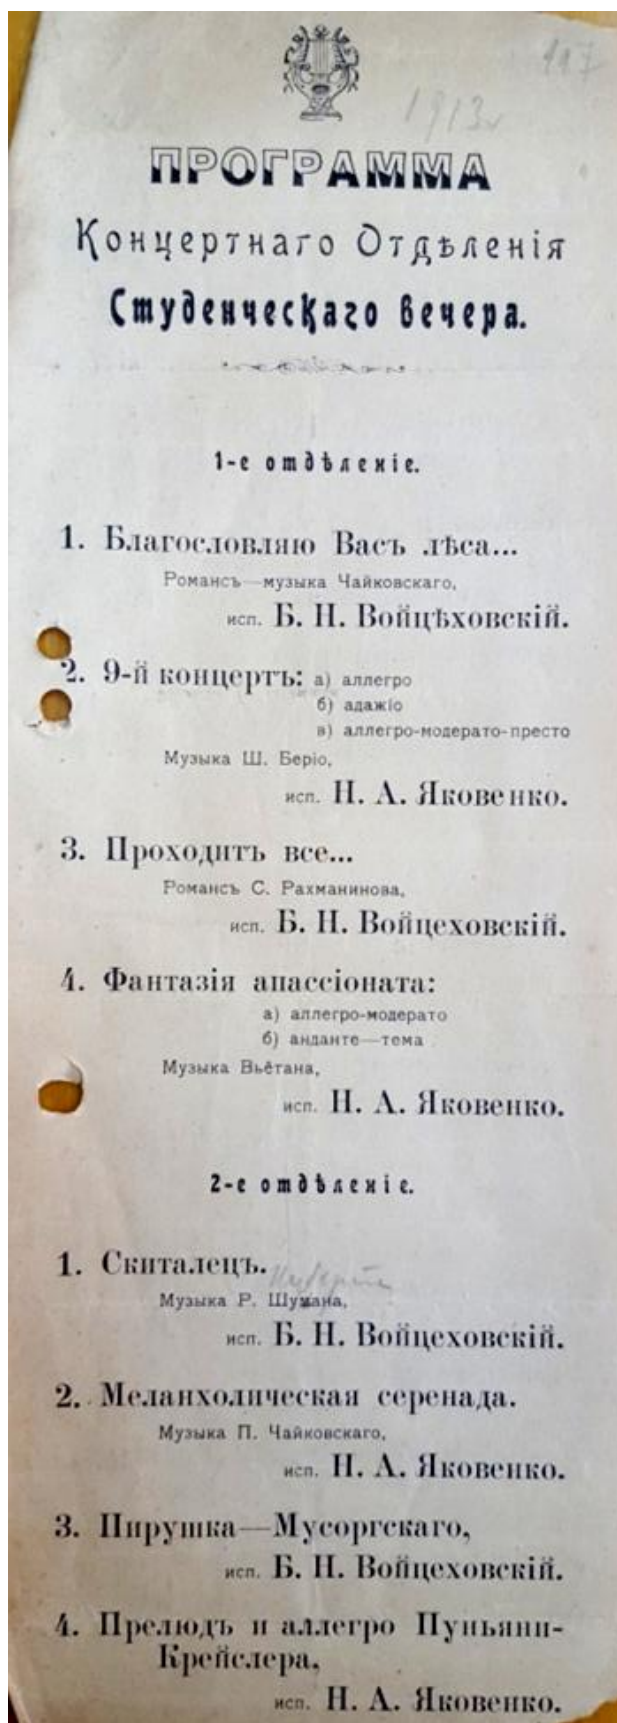 117
1913 г
ПРОГРАММА
Концертнаго Отдѣленія
Студенческаго вечера.
1-е отдѣленіе.
1. Благословляю Васъ лѣса...
Романсъ—музыка Чайковскаго,
исп. Б. Н. Войцѣховскій.
2. 9-й концертъ: а) аллегро
б) адажіо
в) аллегро-модерато-престо
Музыка Ш. Беріо,
исп. Н. А. Яковенко.
3. Проходитъ все...
Романсъ С. Рахманинова,
исп. Б. Н. Войцеховскій.
4. Фантазія апассіоната:
а) аллегро-модерато
б) анданте—тема
Музыка Вьётана,
исп. Н. А. Яковенко.
2-е отдѣленіе.
1. Скиталецъ.
Музыка Р. Шумана,
исп. Б. Н. Войцеховскій.
2. Меланхолическая серенада.
Музыка П. Чайковскаго,
исп. Н. А. Яковенко.
3. Пирушка—Мусоргскаго,
исп. Б. Н. Войцеховскій.
4. Прелюдъ и аллегро Пуньяни-
Крейслера,
исп. Н. А. Яковенко.